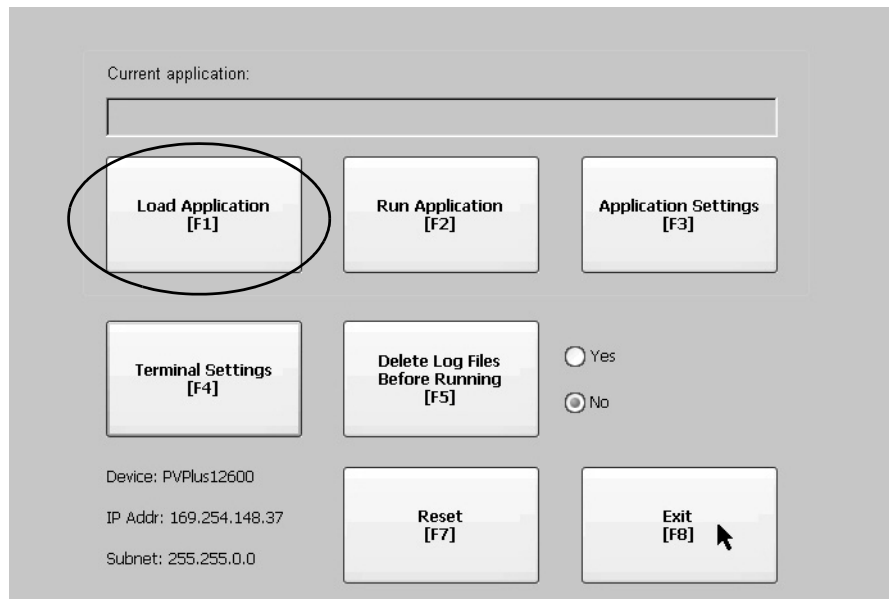 Current application:
Load Application
[F1]
Run Application
[F2]
Application Settings
[F3]
Terminal Settings
[F4]
Delete Log Files
Before Running
[F5]
Yes
No
Device: PVPlus12600
IP Addr: 169.254.148.37
Subnet: 255.255.0.0
Reset
[F7]
Exit
[F8]